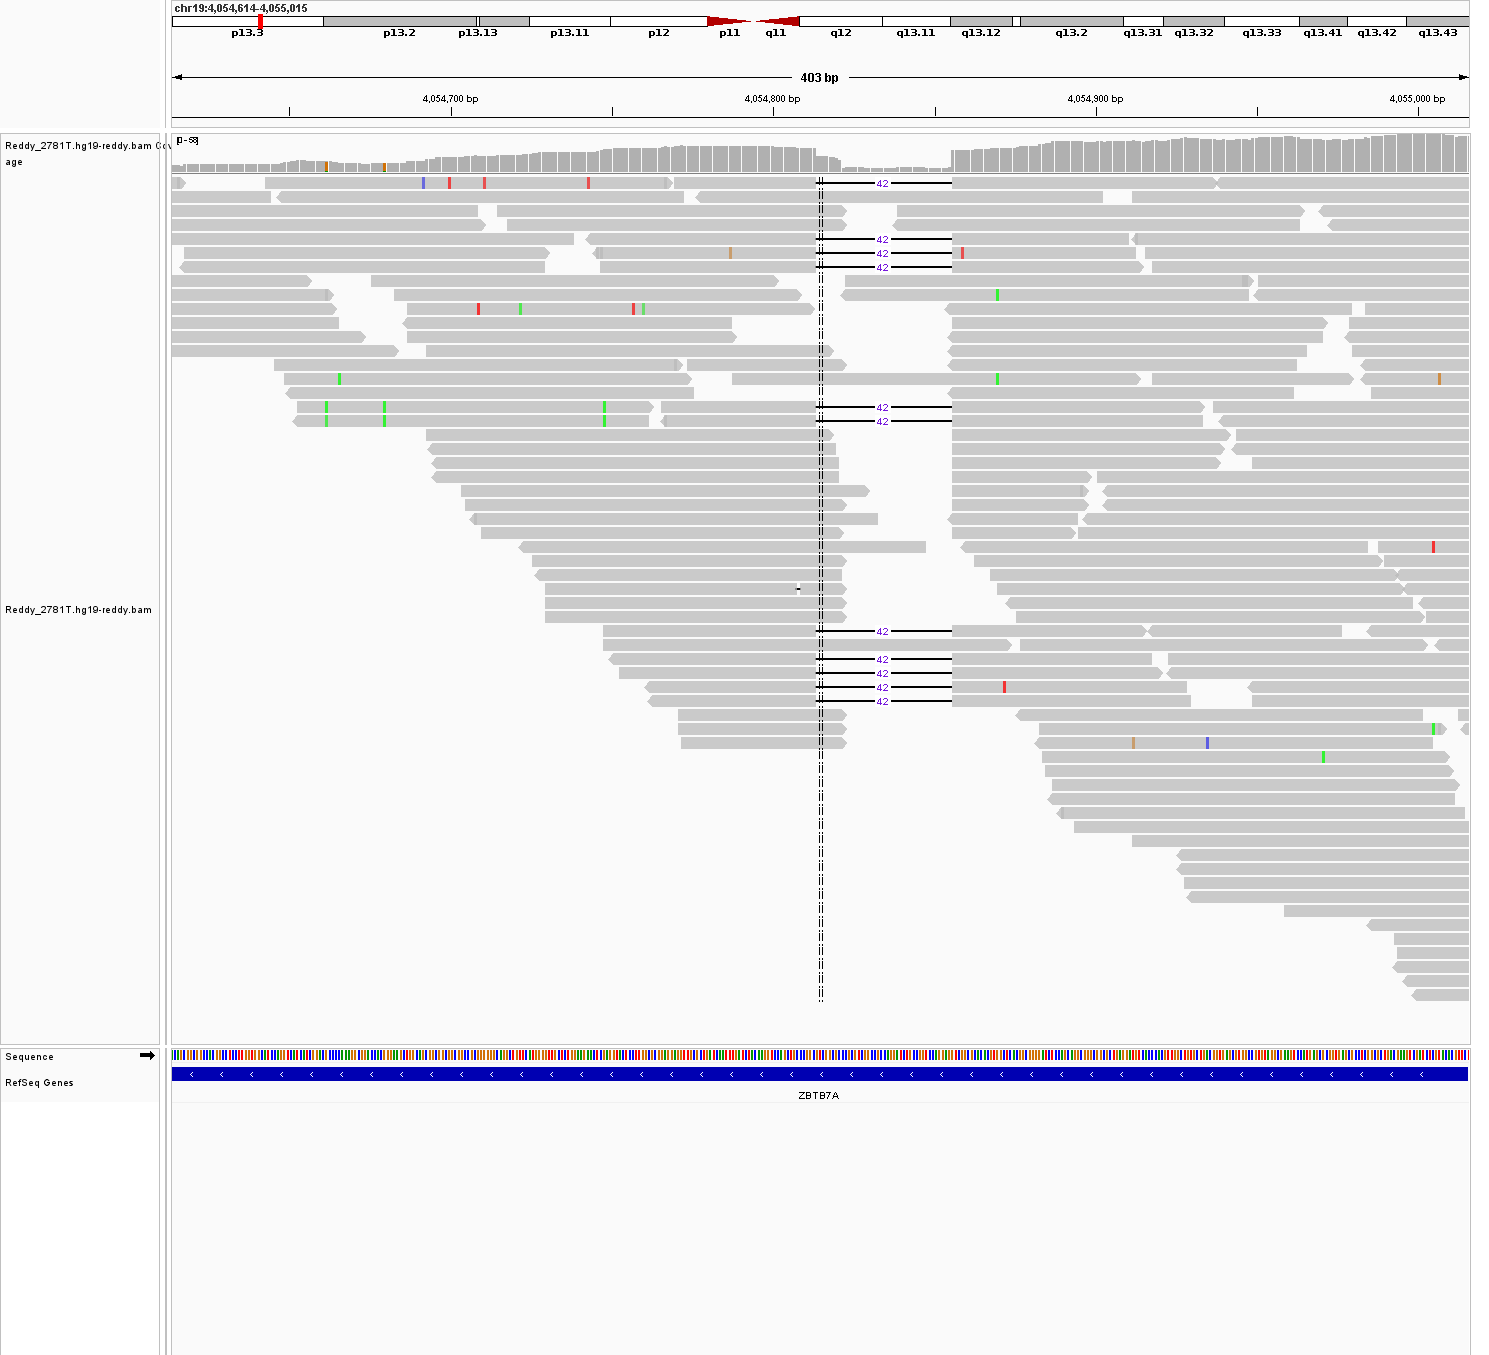 chr19:4,054,614-4,055,015
p13.3 p13.2 p13.13 p13.11 p12 p11 q11 q12 q13.11 q13.12 q13.2 q13.31 q13.32 q13.33 q13.41 q13.42 q13.43
403 bp
4,054,700 bp 4,054,800 bp 4,054,900 bp 4,055,000 bp
[0-68]
Reddy_2781T.hg19-reddy.bam Cov
age
42
42
42
42
42
42
Reddy_2781T.hg19-reddy.bam
42
42
42
42
42
Sequence
RefSeq Genes
ZBTB7A